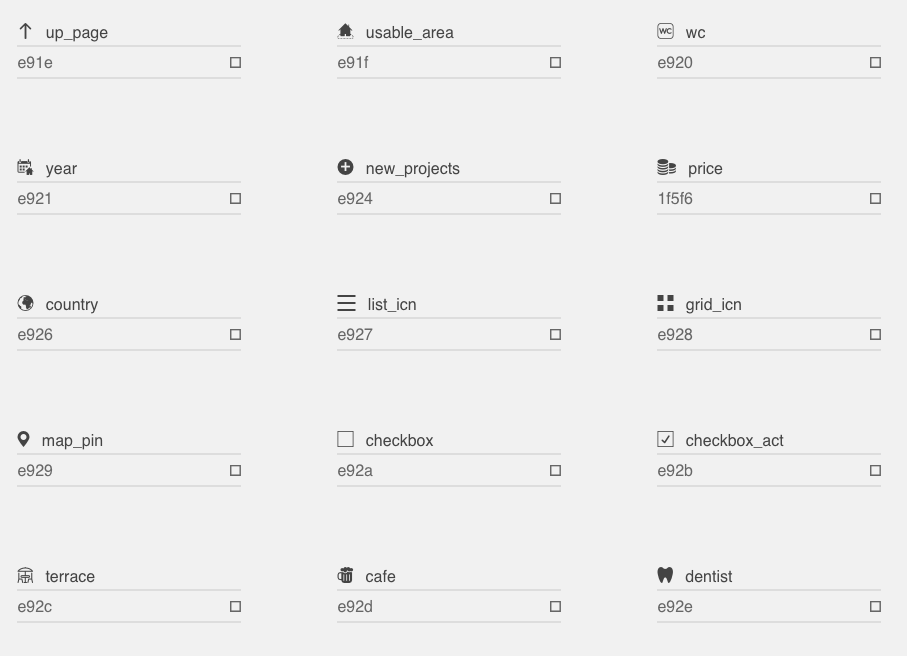 up_page
usable_area
WC wc
e91e
e91f
e920
year
new_projects
price
e921
e924
1f5f6
country
list_icn
grid_icn
e926
e927
e928
map_pin
checkbox
checkbox_act
e929
e92a
e92b
terrace
cafe
dentist
e92c
e92d
e92e